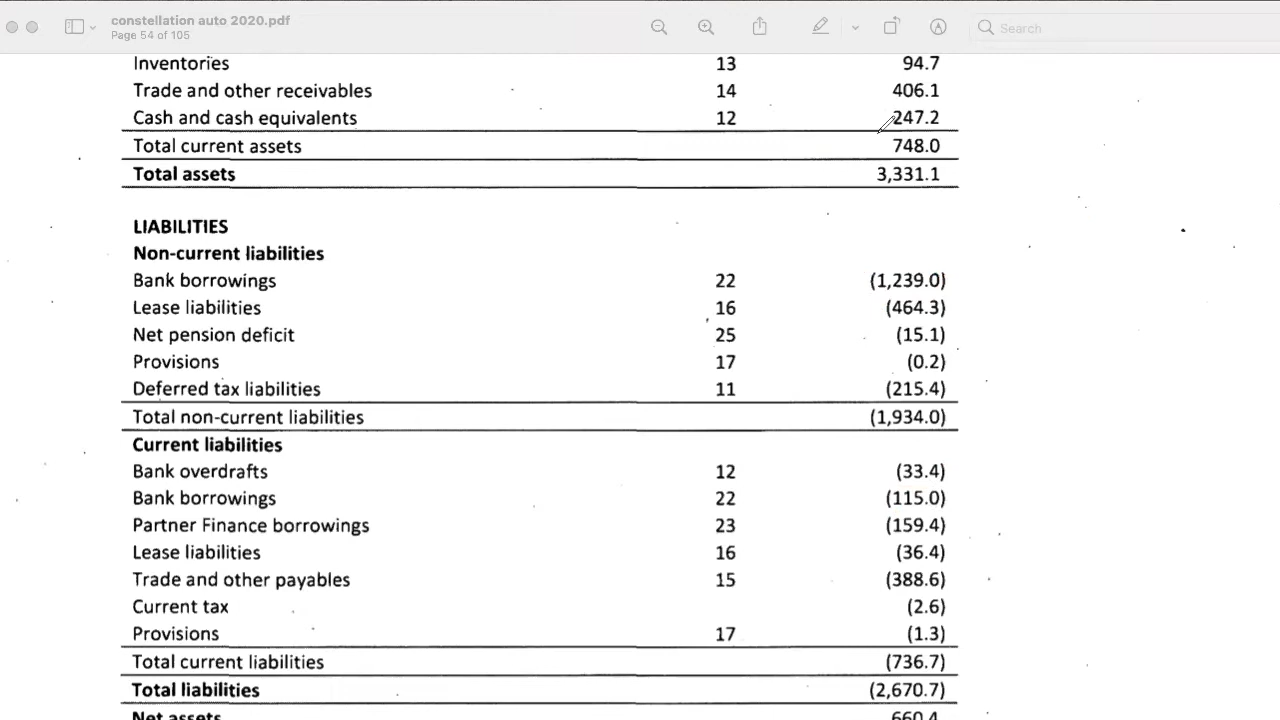 constellation auto 2020.pdf
Page 54 of 105
Search
Inventories 13 94.7
Trade and other receivables 14 406.1
Cash and cash equivalents 12 247.2
Total current assets 748.0
Total assets 3,331.1
LIABILITIES
Non-current liabilities
Bank borrowings 22 (1,239.0)
Lease liabilities 16 (464.3)
Net pension deficit 25 (15.1)
Provisions 17 (0.2)
Deferred tax liabilities 11 (215.4)
Total non-current liabilities (1,934.0)
Current liabilities
Bank overdrafts 12 (33.4)
Bank borrowings 22 (115.0)
Partner Finance borrowings 23 (159.4)
Lease liabilities 16 (36.4)
Trade and other payables 15 (388.6)
Current tax (2.6)
Provisions 17 (1.3)
Total current liabilities (736.7)
Total liabilities (2,670.7)
Net assets 660.4